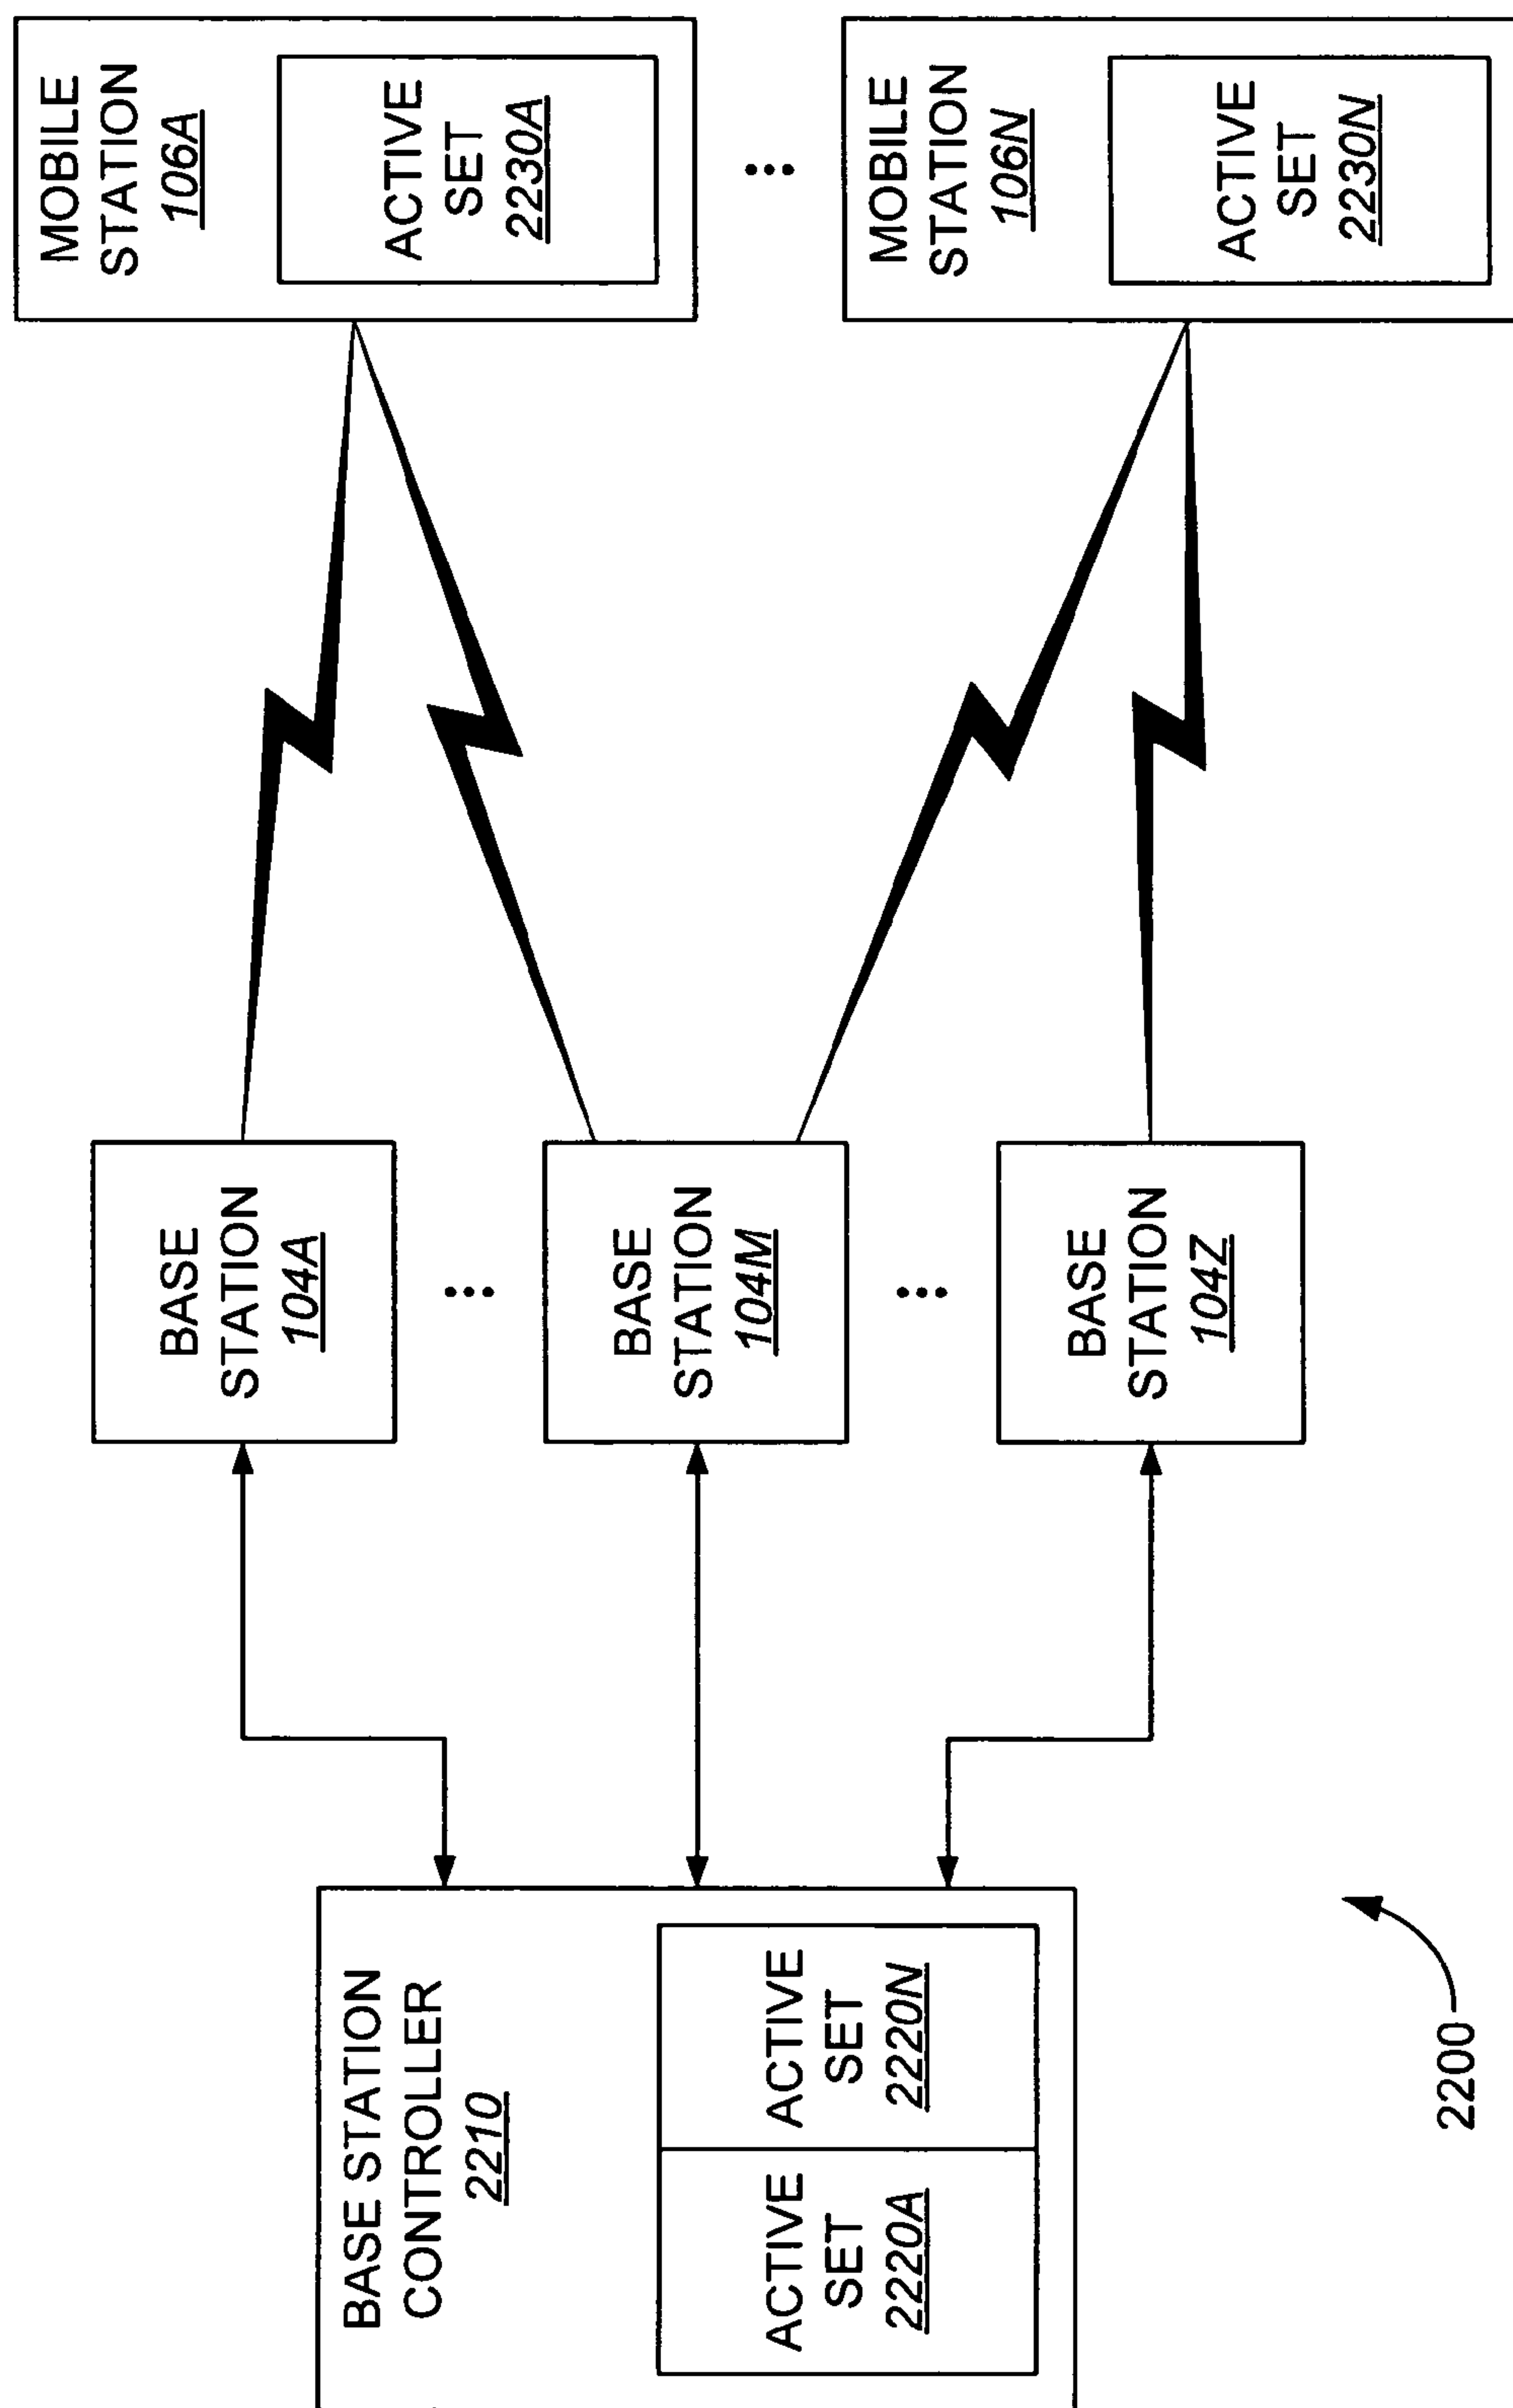 BASE STATION
CONTROLLER
2210
ACTIVE
SET
2220A
ACTIVE
SET
2220N
BASE
STATION
104A
BASE
STATION
104M
BASE
STATION
104Z
MOBILE
STATION
106A
ACTIVE
SET
2230A
MOBILE
STATION
106N
ACTIVE
SET
2230N
2200